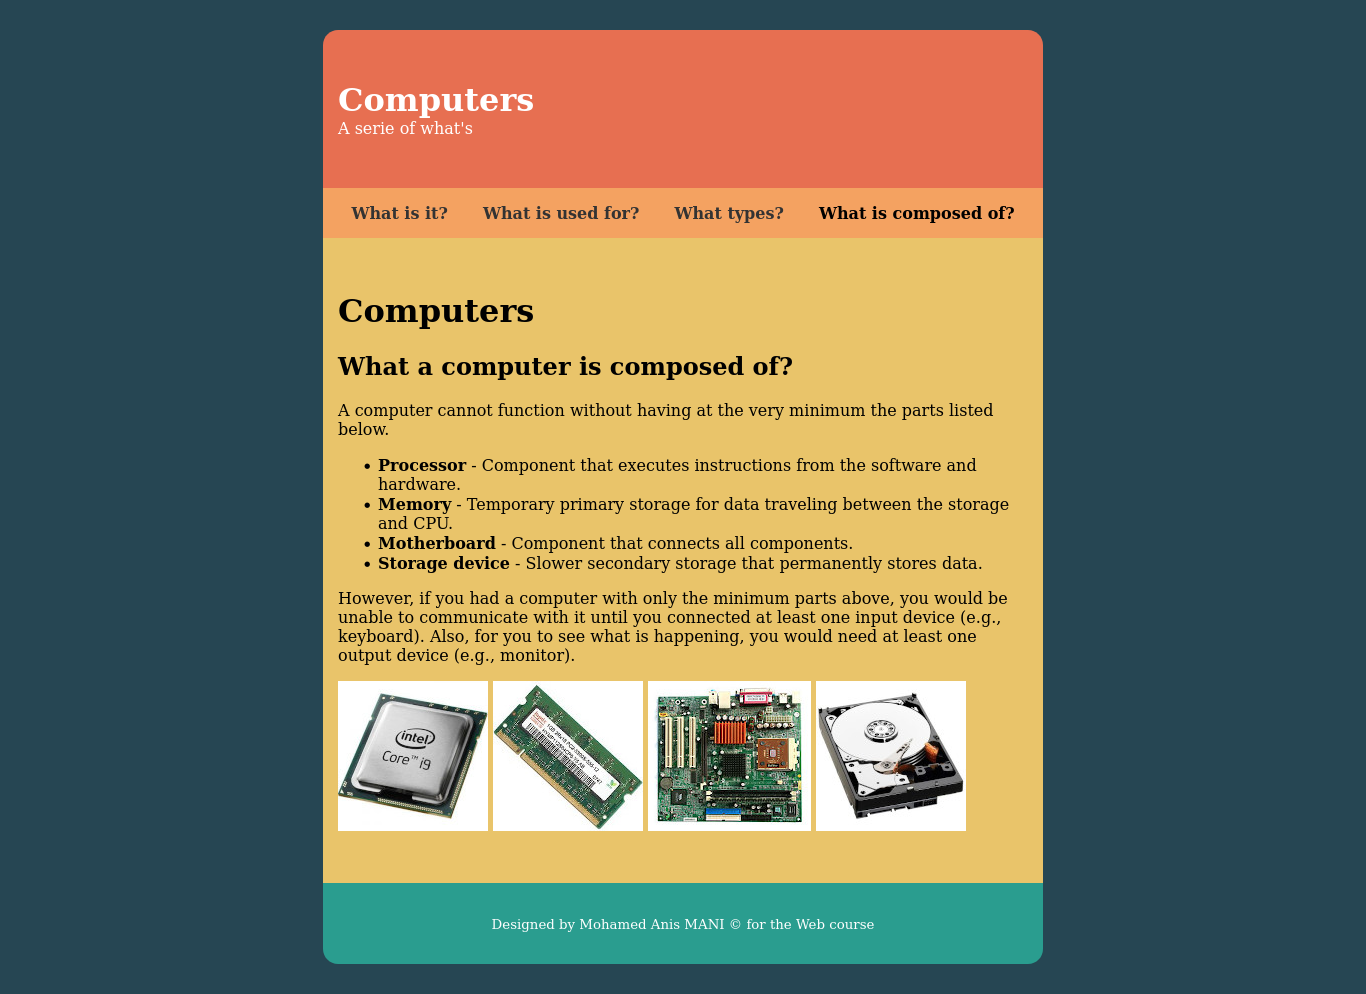 Computers
A serie of what's
What is it? What is used for? What types? What is composed of?
Computers
What a computer is composed of?
A computer cannot function without having at the very minimum the parts listed
below.
• Processor - Component that executes instructions from the software and
hardware.
• Memory - Temporary primary storage for data traveling between the storage
and CPU.
• Motherboard - Component that connects all components.
• Storage device - Slower secondary storage that permanently stores data.
However, if you had a computer with only the minimum parts above, you would be
unable to communicate with it until you connected at least one input device (e.g.,
keyboard). Also, for you to see what is happening, you would need at least one
output device (e.g., monitor).
intel
Core™ i9
Designed by Mohamed Anis MANI © for the Web course